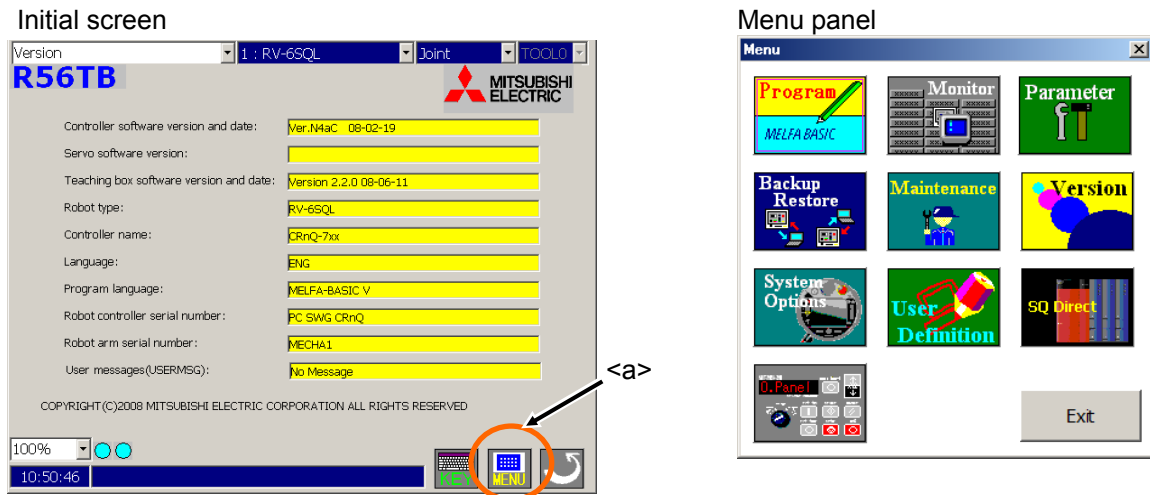 Initial screen
Version 1 : RV-6SQL Joint TOOL0
R56TB
MITSUBISHI
ELECTRIC
Controller software version and date: Ver.N4aC 08-02-19
Servo software version:
Teaching box software version and date: Version 2.2.0 08-06-11
Robot type: RV-6SQL
Controller name: CRnQ-7xx
Language: ENG
Program language: MELFA-BASIC V
Robot controller serial number: PC SWG CRnQ
Robot arm serial number: MECHA1
User messages(USERMSG): No Message
<a>
COPYRIGHT(C)2008 MITSUBISHI ELECTRIC CORPORATION ALL RIGHTS RESERVED
100%
10:50:46
KEY
MENU
Menu panel
Menu
Program
MELFA BASIC
Monitor
Parameter
Backup
Restore
Maintenance
Version
System
Options
User
Definition
SQ Direct
O.Panel
Exit